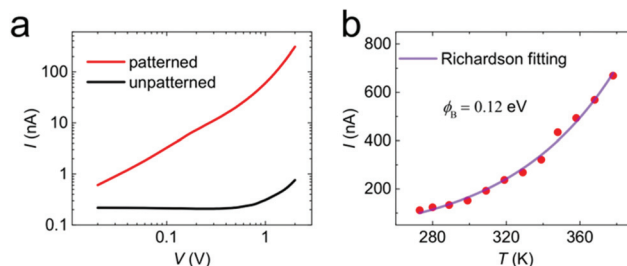 a
I (nA)
100
10
1
0.1
patterned
unpatterned
0.1
1
V (V)
b
I (nA)
800
600
400
200
Richardson fitting
ϕB = 0.12 eV
280
320
360
T (K)